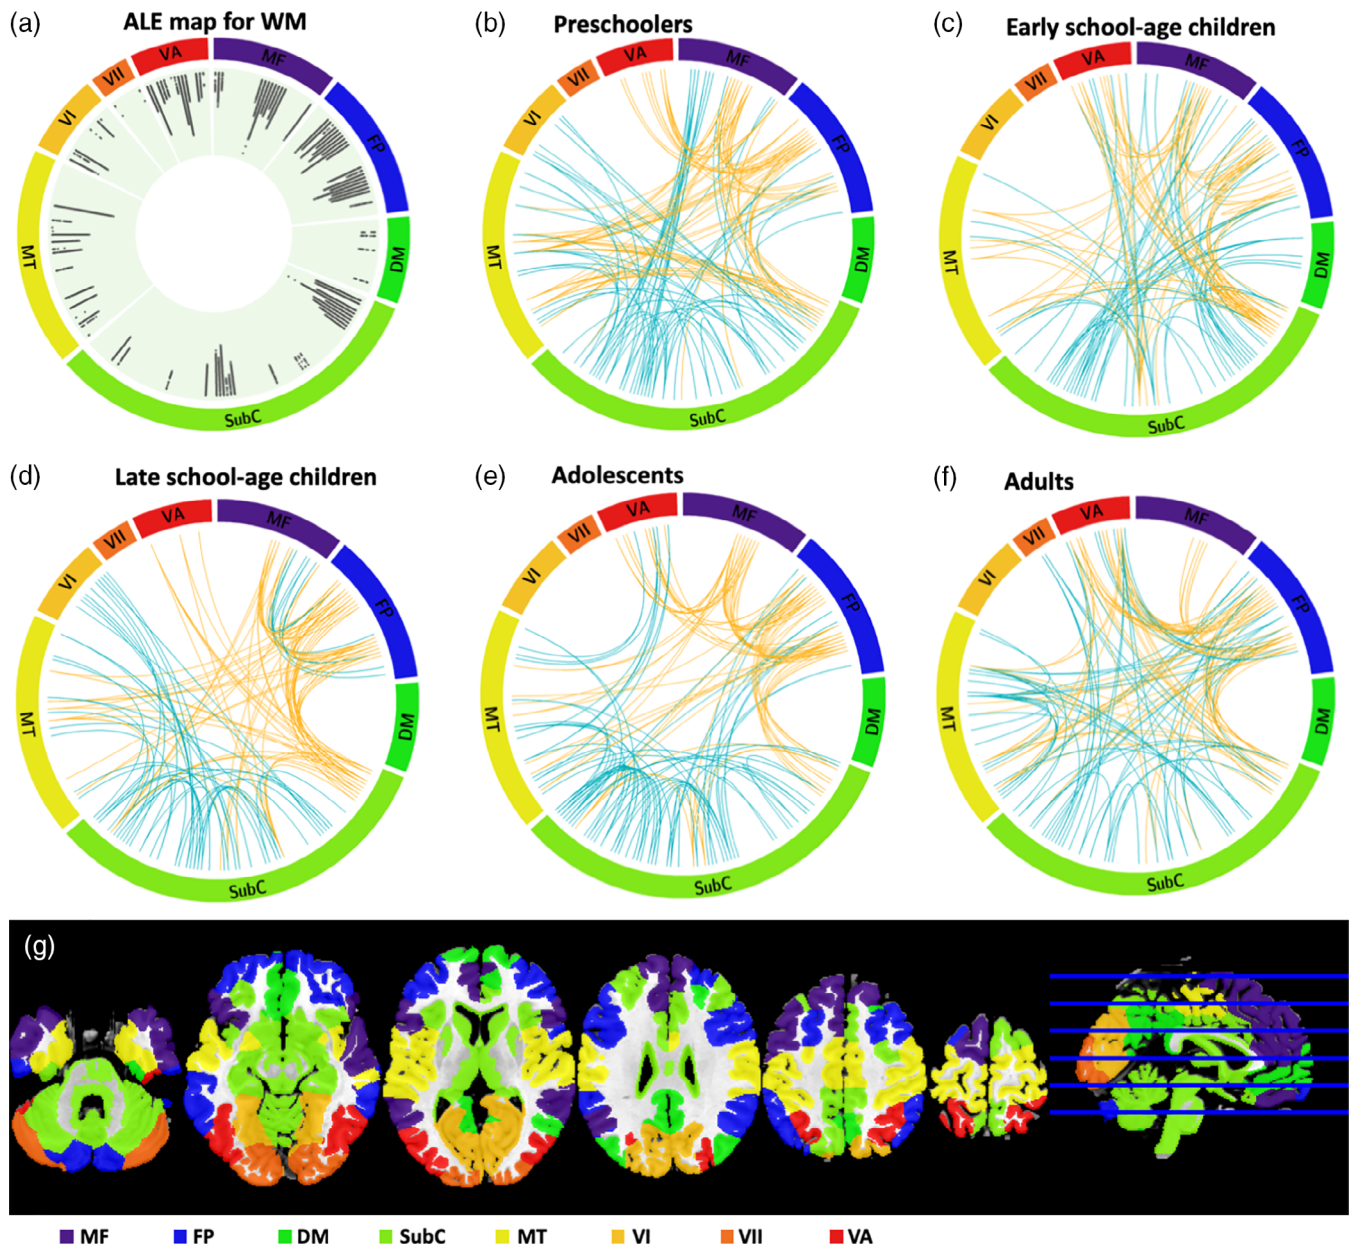 (a) ALE map for WM
VA
MF
VII
VI
FP
MT
DM
SubC
(b) Preschoolers
VA
MF
VII
VI
FP
MT
DM
SubC
(c) Early school-age children
VA
MF
VII
VI
FP
MT
DM
SubC
(d) Late school-age children
VA
MF
VII
VI
FP
MT
DM
SubC
(e) Adolescents
VA
MF
VII
VI
FP
MT
DM
SubC
(f) Adults
VA
MF
VII
VI
FP
MT
DM
SubC
(g)
MF FP DM SubC MT VI VII VA